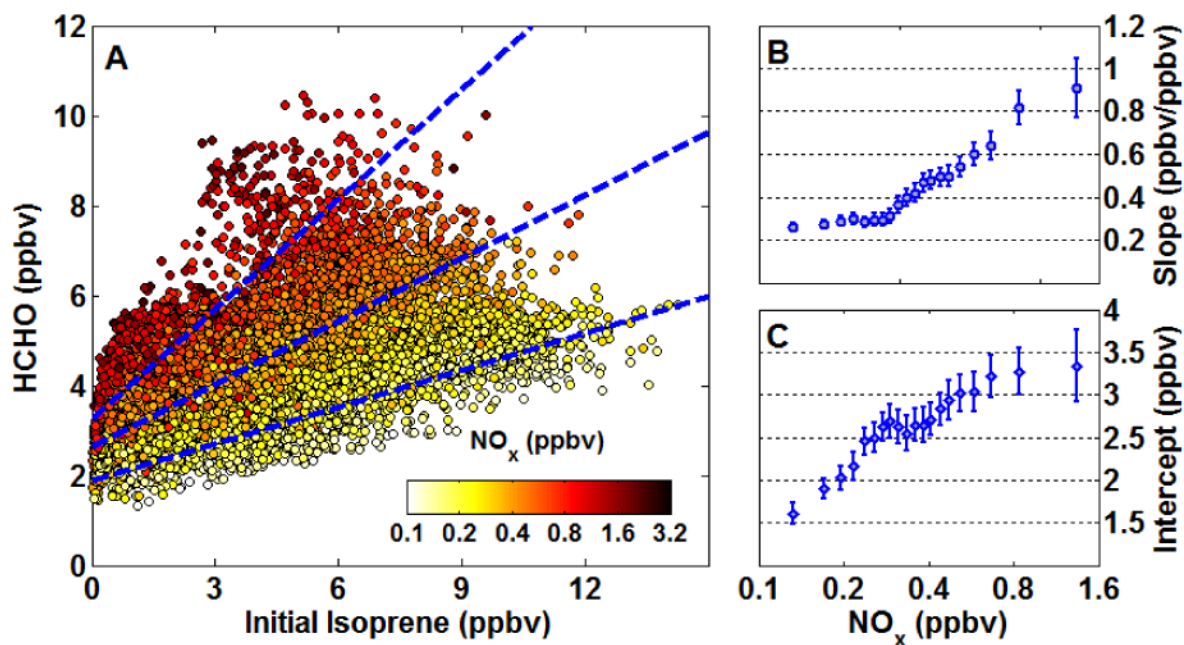 A
12
10
8
6
4
2
0
HCHO (ppbv)
NOx (ppbv)
0.1 0.2 0.4 0.8 1.6 3.2
0 3 6 9 12
Initial Isoprene (ppbv)
B
1.2
1
0.8
0.6
0.4
0.2
Slope (ppbv/ppbv)
C
4
3.5
3
2.5
2
1.5
Intercept (ppbv)
0.1 0.2 0.4 0.8 1.6
NOx (ppbv)